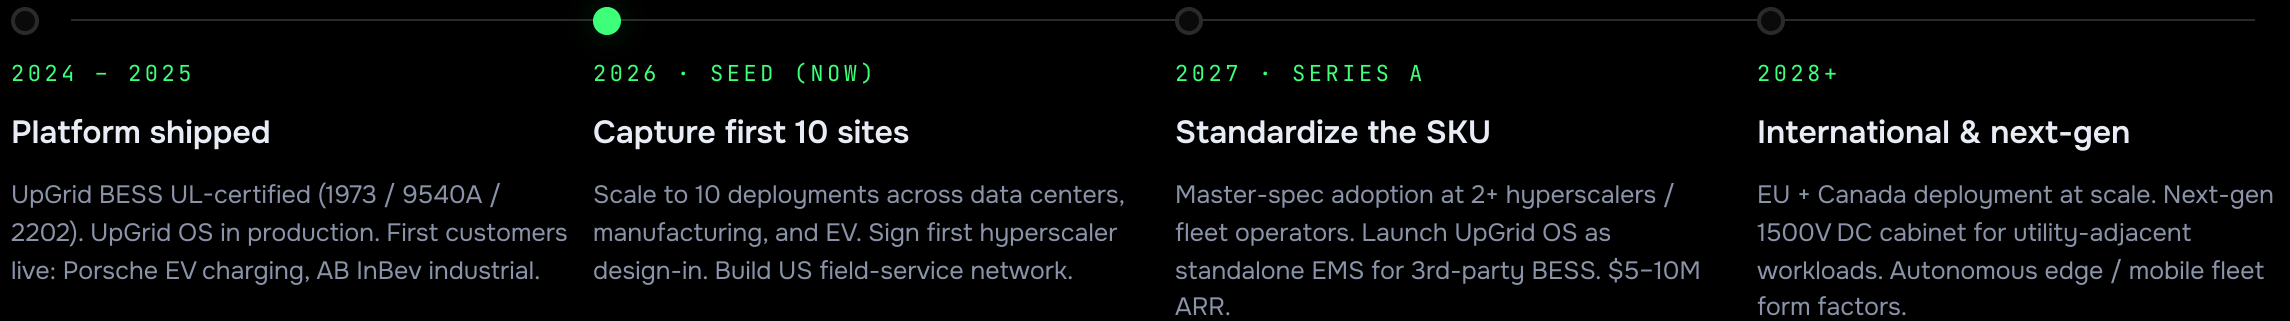 2024 – 2025
Platform shipped
UpGrid BESS UL-certified (1973 / 9540A /
2202). UpGrid OS in production. First customers
live: Porsche EV charging, AB InBev industrial.
2026 · SEED (NOW)
Capture first 10 sites
Scale to 10 deployments across data centers,
manufacturing, and EV. Sign first hyperscaler
design-in. Build US field-service network.
2027 · SERIES A
Standardize the SKU
Master-spec adoption at 2+ hyperscalers /
fleet operators. Launch UpGrid OS as
standalone EMS for 3rd-party BESS. $5–10M
ARR.
2028+
International & next-gen
EU + Canada deployment at scale. Next-gen
1500V DC cabinet for utility-adjacent
workloads. Autonomous edge / mobile fleet
form factors.